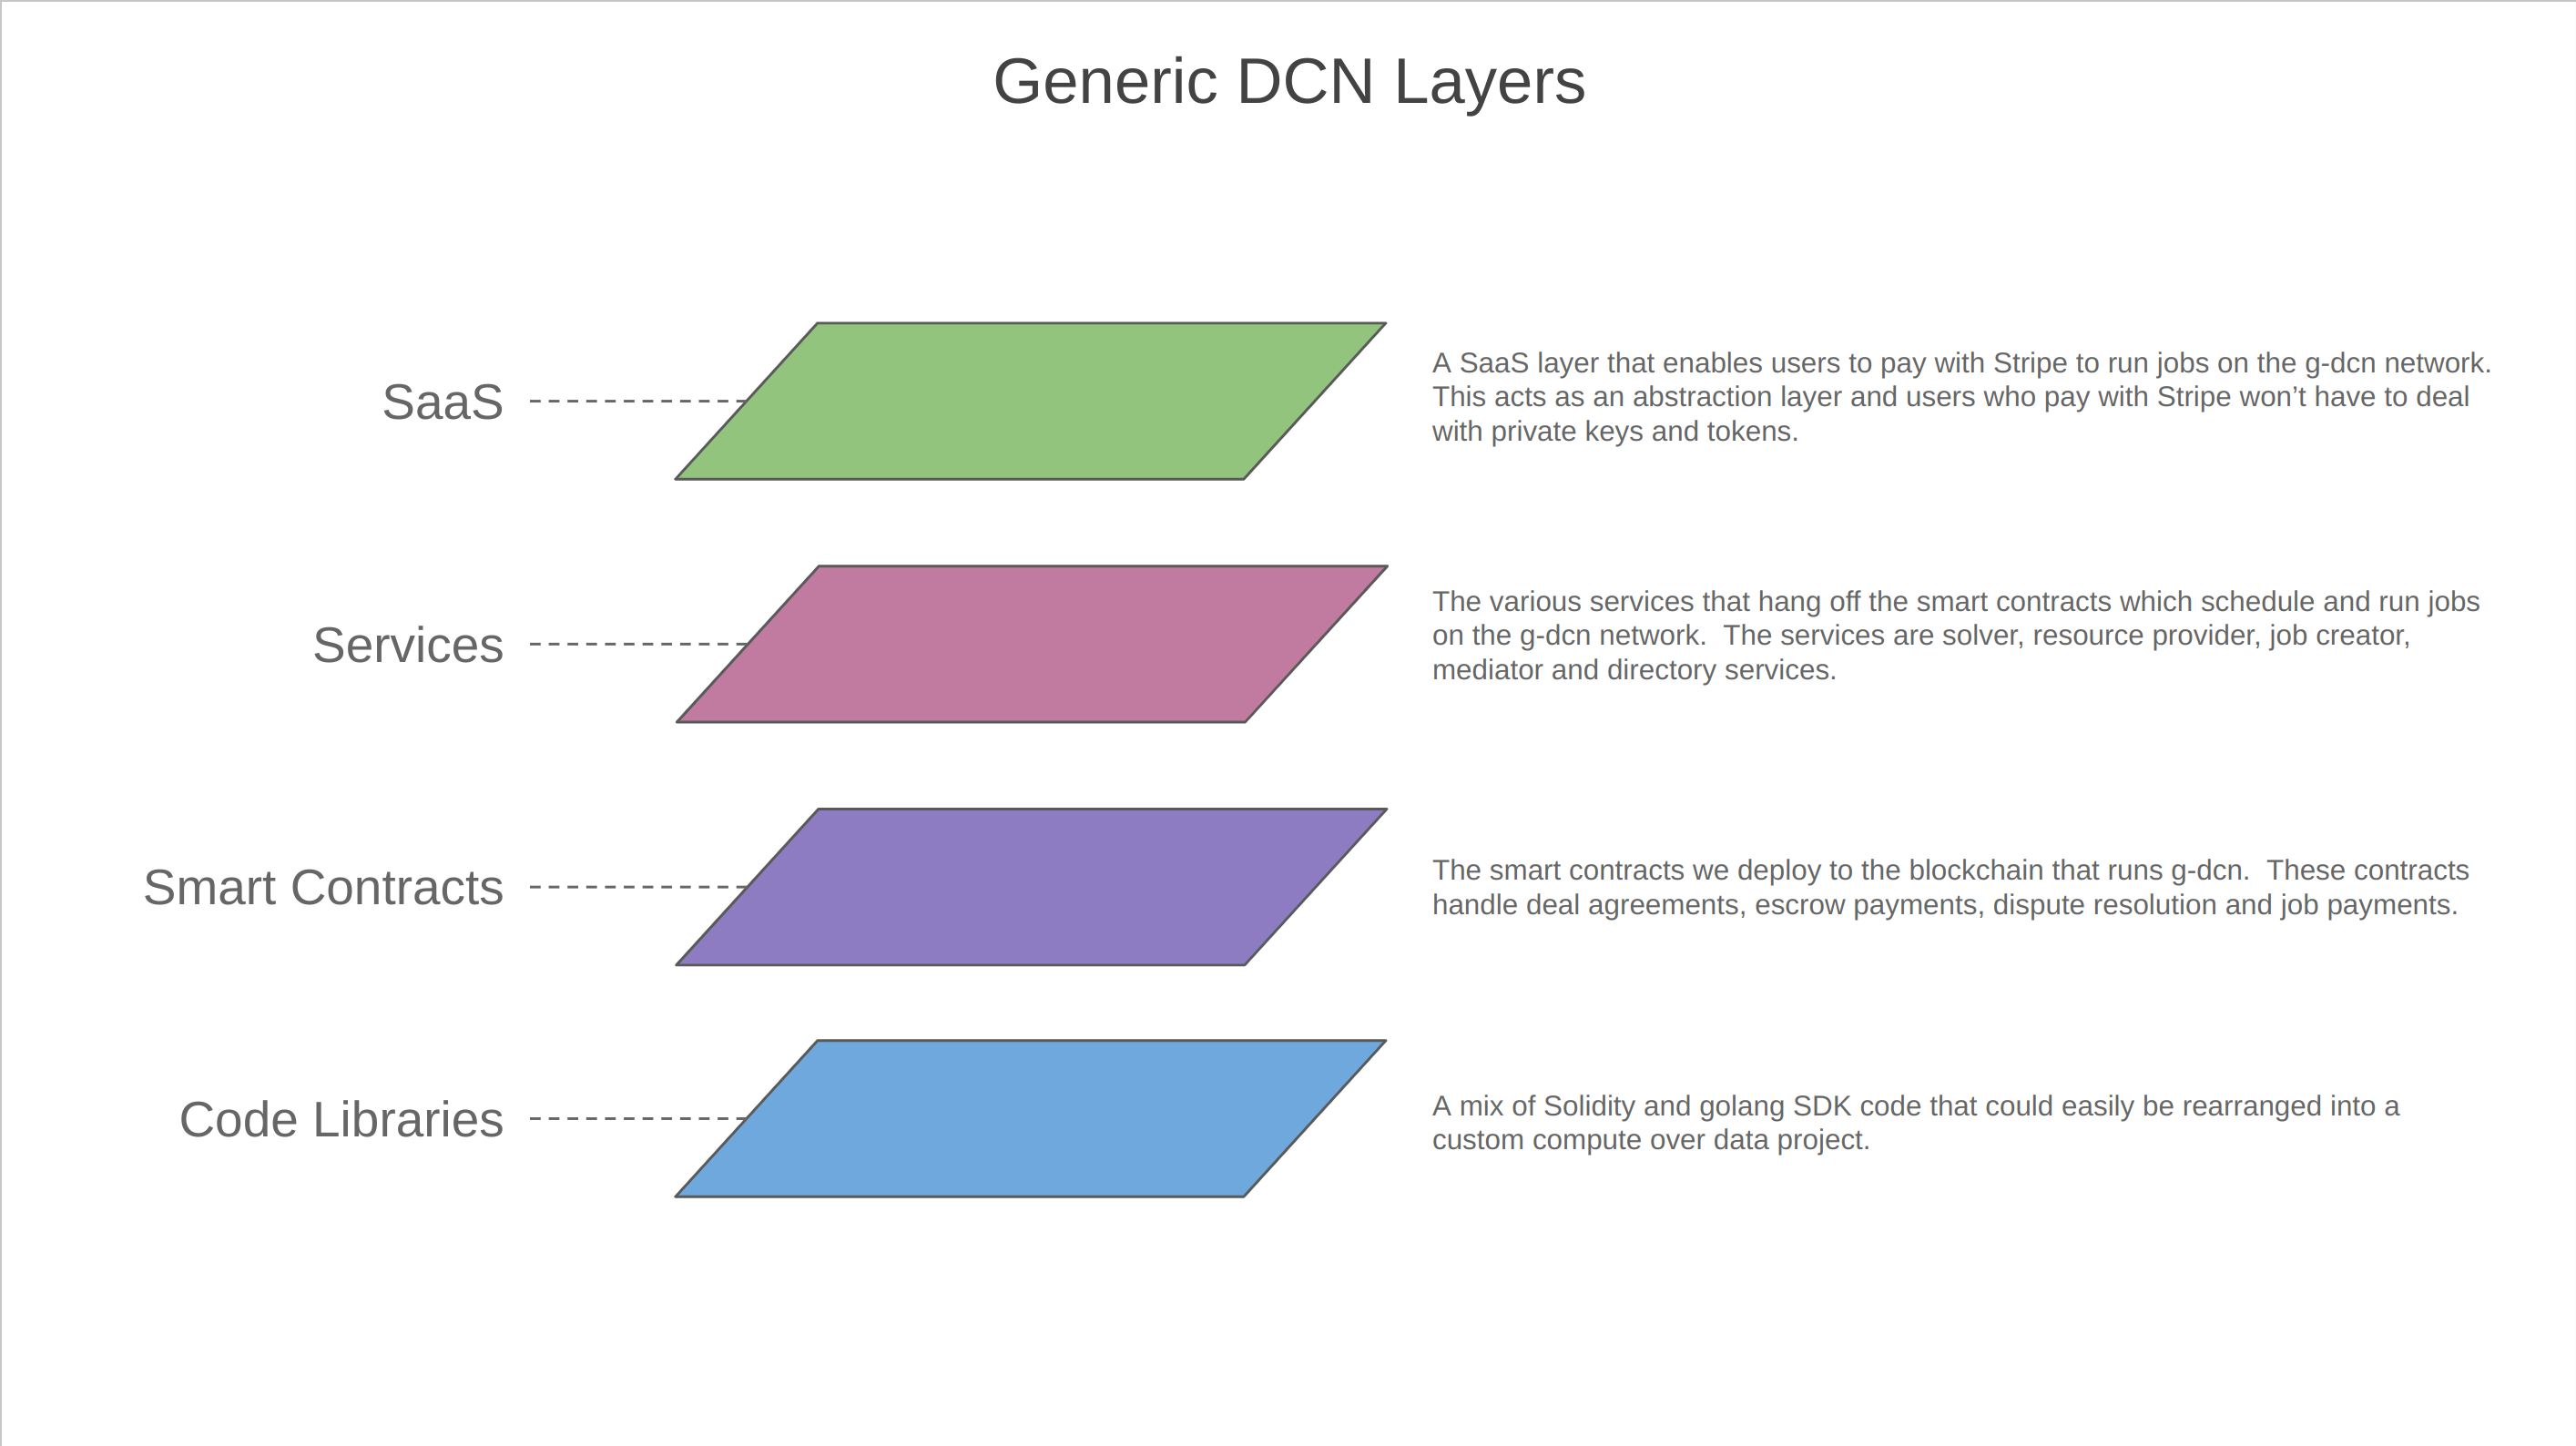 Generic DCN Layers
SaaS
A SaaS layer that enables users to pay with Stripe to run jobs on the g-dcn network.
This acts as an abstraction layer and users who pay with Stripe won’t have to deal
with private keys and tokens.
Services
The various services that hang off the smart contracts which schedule and run jobs
on the g-dcn network.  The services are solver, resource provider, job creator,
mediator and directory services.
Smart Contracts
The smart contracts we deploy to the blockchain that runs g-dcn.  These contracts
handle deal agreements, escrow payments, dispute resolution and job payments.
Code Libraries
A mix of Solidity and golang SDK code that could easily be rearranged into a
custom compute over data project.